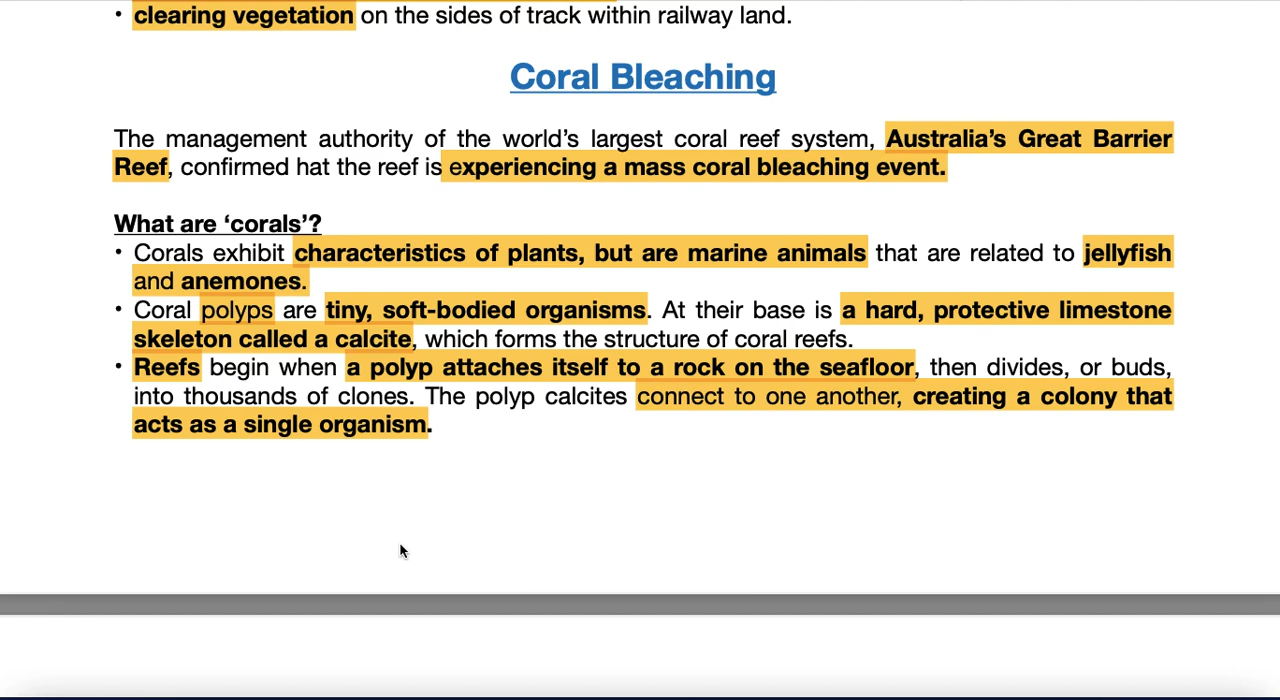 • clearing vegetation on the sides of track within railway land.
Coral Bleaching
The management authority of the world’s largest coral reef system, Australia’s Great Barrier
Reef, confirmed hat the reef is experiencing a mass coral bleaching event.
What are ‘corals’?
• Corals exhibit characteristics of plants, but are marine animals that are related to jellyfish
and anemones.
• Coral polyps are tiny, soft-bodied organisms. At their base is a hard, protective limestone
skeleton called a calcite, which forms the structure of coral reefs.
• Reefs begin when a polyp attaches itself to a rock on the seafloor, then divides, or buds,
into thousands of clones. The polyp calcites connect to one another, creating a colony that
acts as a single organism.